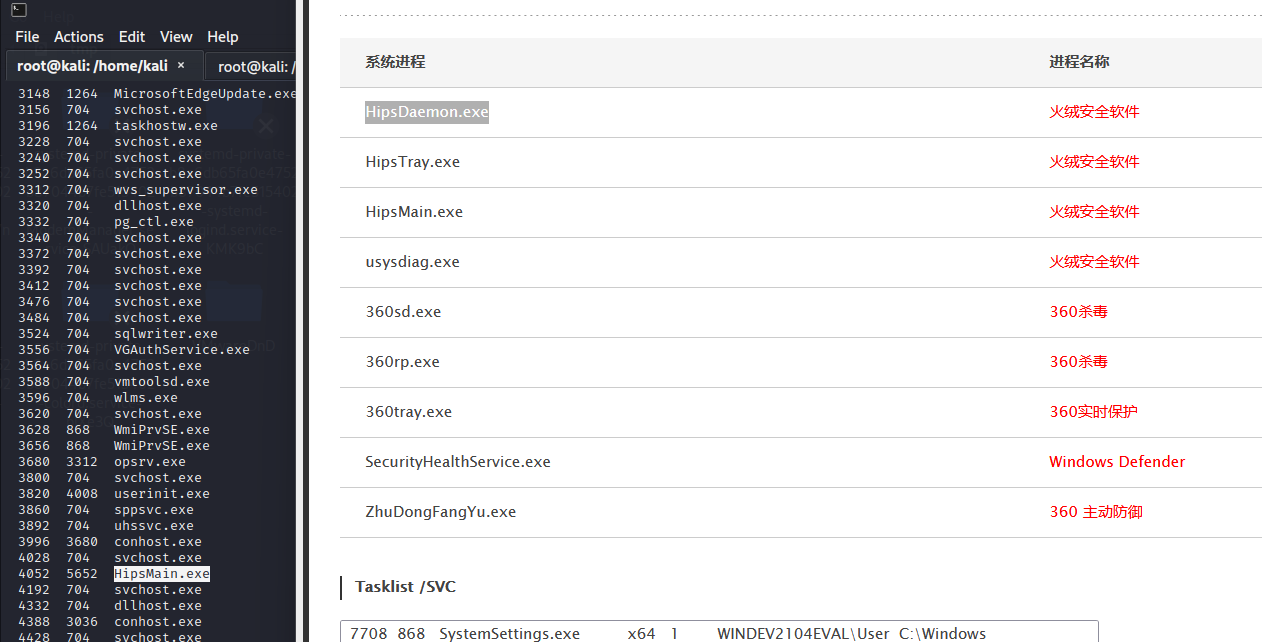 File Actions Edit View Help
root@kali: /home/kali × root@kali: /
3148 1264 MicrosoftEdgeUpdate.exe
3156 704 svchost.exe
3196 1264 taskhostw.exe
3228 704 svchost.exe
3240 704 svchost.exe
3252 704 svchost.exe
3312 704 wvs_supervisor.exe
3320 704 dllhost.exe
3332 704 pg_ctl.exe
3340 704 svchost.exe
3372 704 svchost.exe
3392 704 svchost.exe
3412 704 svchost.exe
3476 704 svchost.exe
3484 704 svchost.exe
3524 704 sqlwriter.exe
3556 704 VGAuthService.exe
3564 704 svchost.exe
3588 704 vmtoolsd.exe
3596 704 wlms.exe
3620 704 svchost.exe
3628 868 WmiPrvSE.exe
3656 868 WmiPrvSE.exe
3680 3312 opsrv.exe
3800 704 svchost.exe
3820 4008 userinit.exe
3860 704 sppsvc.exe
3892 704 uhssvc.exe
3996 3680 conhost.exe
4028 704 svchost.exe
4052 5652 HipsMain.exe
4192 704 svchost.exe
4332 704 dllhost.exe
4388 3036 conhost.exe
4428 704 svchost.exe
系统进程 进程名称
HipsDaemon.exe 火绒安全软件
HipsTray.exe 火绒安全软件
HipsMain.exe 火绒安全软件
usysdiag.exe 火绒安全软件
360sd.exe 360杀毒
360rp.exe 360杀毒
360tray.exe 360实时保护
SecurityHealthService.exe Windows Defender
ZhuDongFangYu.exe 360 主动防御
Tasklist /SVC
7708 868 SystemSettings.exe x64 1 WINDEV2104EVAL\User C:\Windows